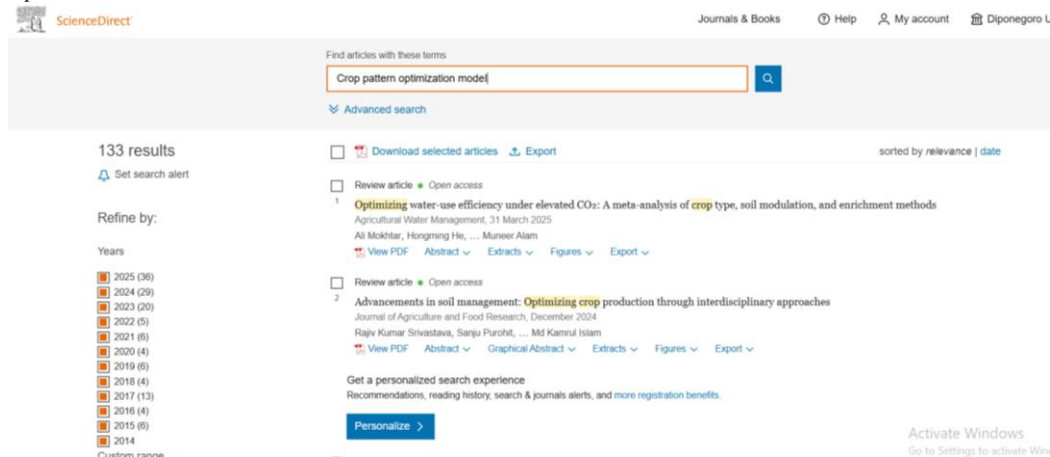 ScienceDirect
Journals & Books
Help
My account
Diponegoro U
Find articles with these terms
Crop pattern optimization model
Advanced search
133 results
Set search alert
Refine by:
Years
2025 (36)
2024 (29)
2023 (20)
2022 (5)
2021 (6)
2020 (4)
2019 (6)
2018 (4)
2017 (13)
2016 (4)
2015 (6)
2014
Custom range
Download selected articles Export
sorted by relevance | date
Review article Open access
1 Optimizing water-use efficiency under elevated CO₂: A meta-analysis of crop type, soil modulation, and enrichment methods
Agricultural Water Management, 31 March 2025
Ali Mokhtar, Hongming He, ... Muneer Alam
View PDF Abstract Extracts Figures Export
Review article Open access
2 Advancements in soil management: Optimizing crop production through interdisciplinary approaches
Journal of Agriculture and Food Research, December 2024
Rajiv Kumar Srivastava, Sanju Purohit, ... Md Kamrul Islam
View PDF Abstract Graphical Abstract Extracts Figures Export
Get a personalized search experience
Recommendations, reading history, search & journals alerts, and more registration benefits.
Personalize
Activate Windows
Go to Settings to activate Win